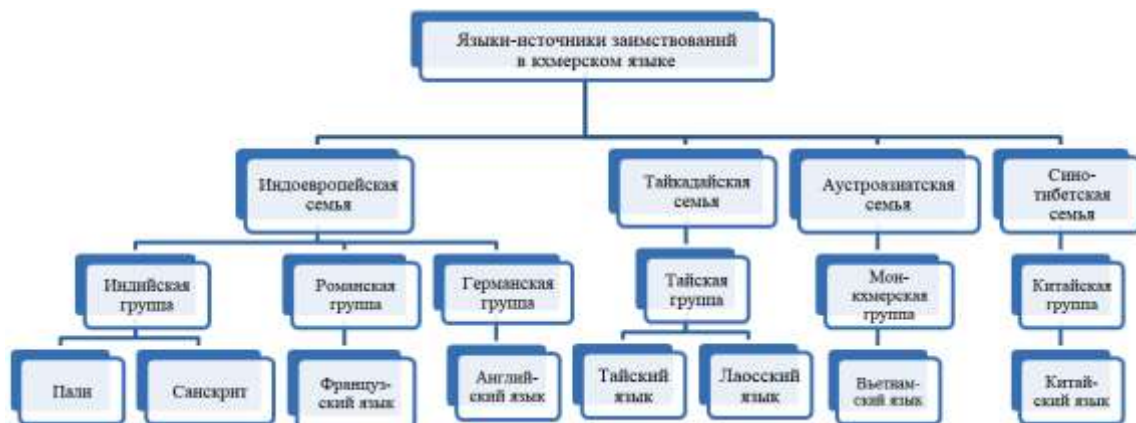 Языки-источники заимствований
в кхмерском языке
Индоевропейская
семья
Тайкадайская
семья
Аустроазиатская
семья
Сино-
тибетская
семья
Индийская
группа
Романская
группа
Германская
группа
Тайская
группа
Мон-
кхмерская
группа
Китайская
группа
Пали
Санскрит
Француз-
ский язык
Англий-
ский язык
Тайский
язык
Лаосский
язык
Вьетнам-
ский язык
Китай-
ский язык